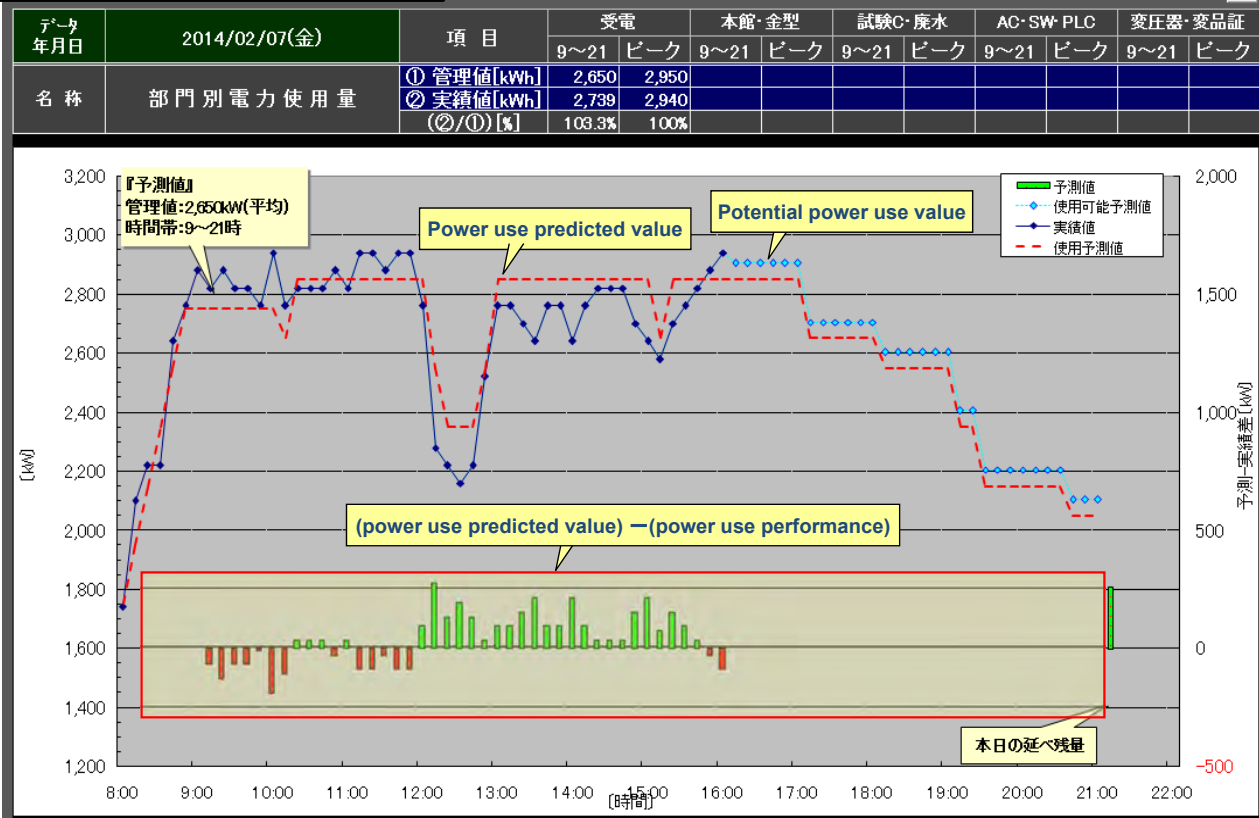 データ
年月日
2014/02/07(金)
項 目
受電
本館・金型
試験C・廃水
AC・SW・PLC
変圧器・変品証
9～21 ピーク 9～21 ピーク 9～21 ピーク 9～21 ピーク 9～21 ピーク
名 称
部門別電力使用量
① 管理値[kWh] 2,650 2,950
② 実績値[kWh] 2,739 2,940
(②/①)[%] 103.3% 100%
『予測値』
管理値:2,650kW(平均)
時間帯:9～21時
Power use predicted value
Potential power use value
予測値
使用可能予測値
実績値
使用予測値
3,200
3,000
2,800
2,600
2,400
2,200
2,000
1,800
1,600
1,400
1,200
[kW]
2,000
1,500
1,000
500
0
-500
予測-実績差[kW]
(power use predicted value) －(power use performance)
本日の延べ残量
8:00 9:00 10:00 11:00 12:00 13:00 14:00 15:00 16:00 17:00 18:00 19:00 20:00 21:00 22:00
[時間]